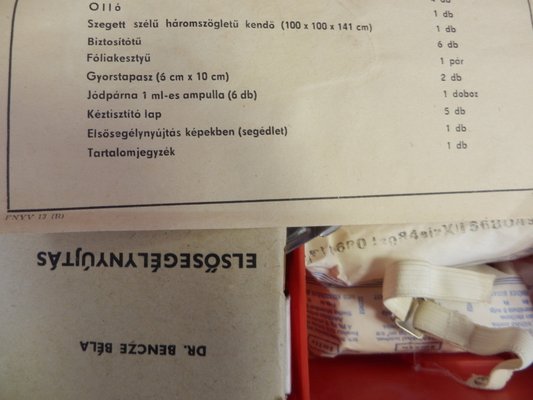 Olló 1 db
Szegett szélű háromszögletű kendő (100 x 100 x 141 cm) 1 db
Biztosítótű 6 db
Fóliakesztyű 1 pár
Gyorstapasz (6 cm x 10 cm) 2 db
Jódpárna 1 ml-es ampulla (6 db) 1 doboz
Kéztisztító lap 5 db
Elsősegélynyújtás képekben (segédlet) 1 db
Tartalomjegyzék 1 db
PNYV 13 (B)
ELSŐSEGÉLYNYÚJTÁS
DR. BENCZE BÉLA